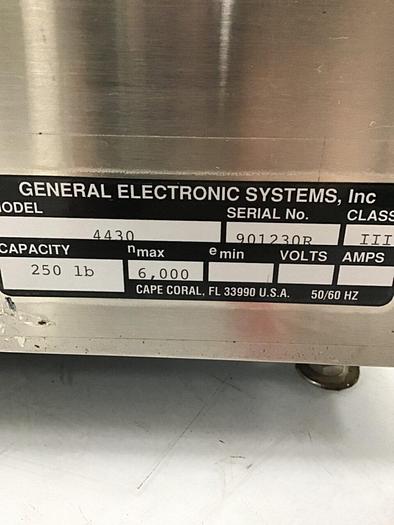 GENERAL ELECTRONIC SYSTEMS, Inc
MODEL SERIAL No. CLASS
4430 901230R III
CAPACITY nmax emin VOLTS AMPS
250 lb 6,000
CAPE CORAL, FL 33990 U.S.A. 50/60 HZ